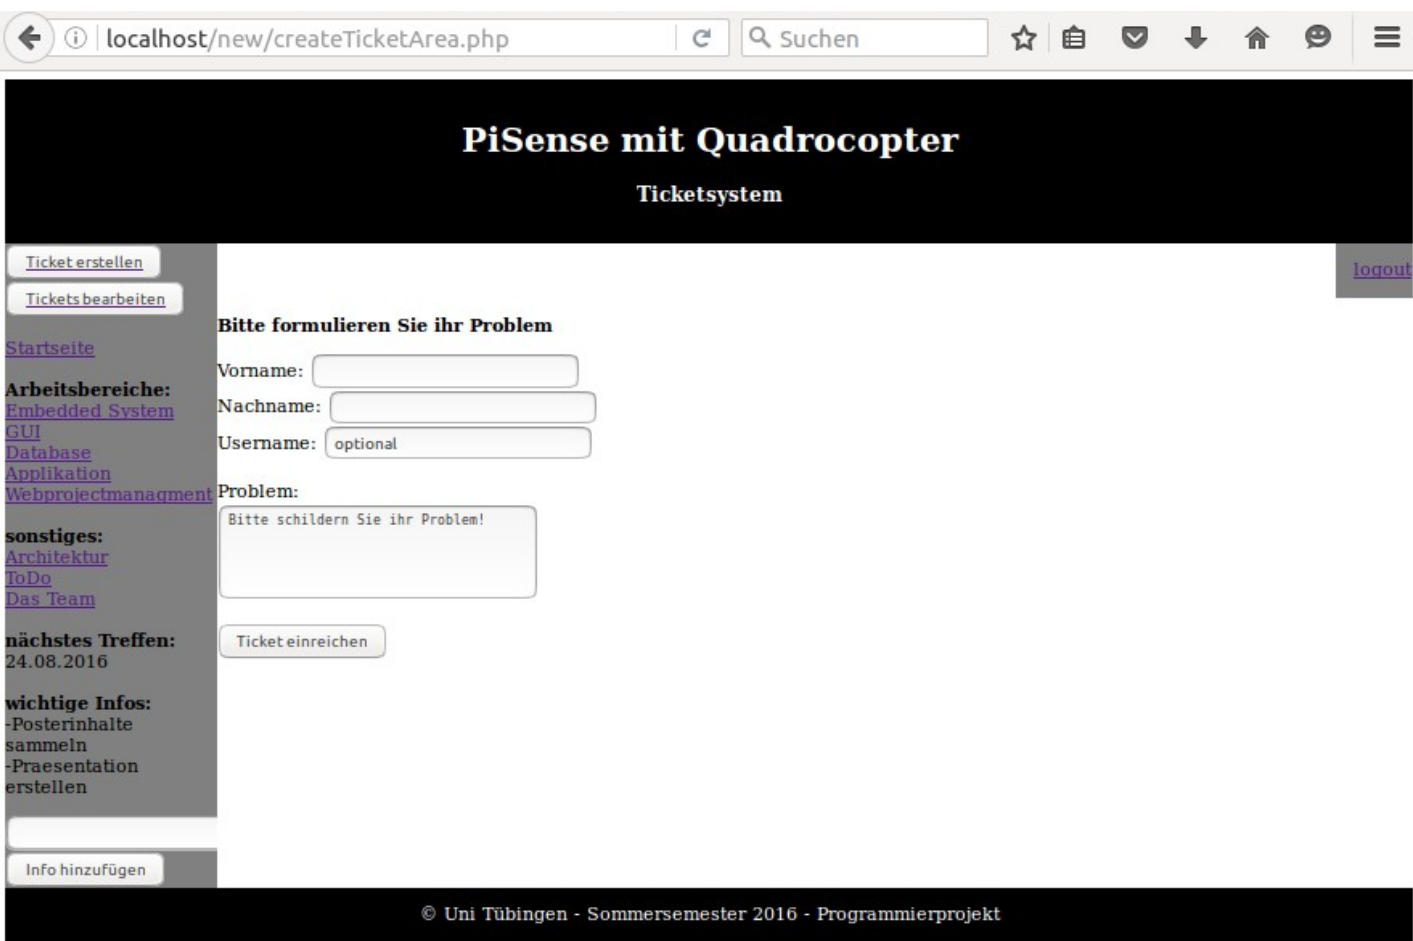 localhost/new/createTicketArea.php
Suchen
PiSense mit Quadrocopter
Ticketsystem
Ticket erstellen
Tickets bearbeiten
Startseite
Arbeitsbereiche:
Embedded System
GUI
Database
Applikation
Webprojectmanagment
sonstiges:
Architektur
ToDo
Das Team
nächstes Treffen:
24.08.2016
wichtige Infos:
-Posterinhalte
sammeln
-Praesentation
erstellen
Info hinzufügen
Bitte formulieren Sie ihr Problem
Vorname:
Nachname:
Username: optional
Problem:
Bitte schildern Sie ihr Problem!
Ticket einreichen
logout
© Uni Tübingen - Sommersemester 2016 - Programmierprojekt